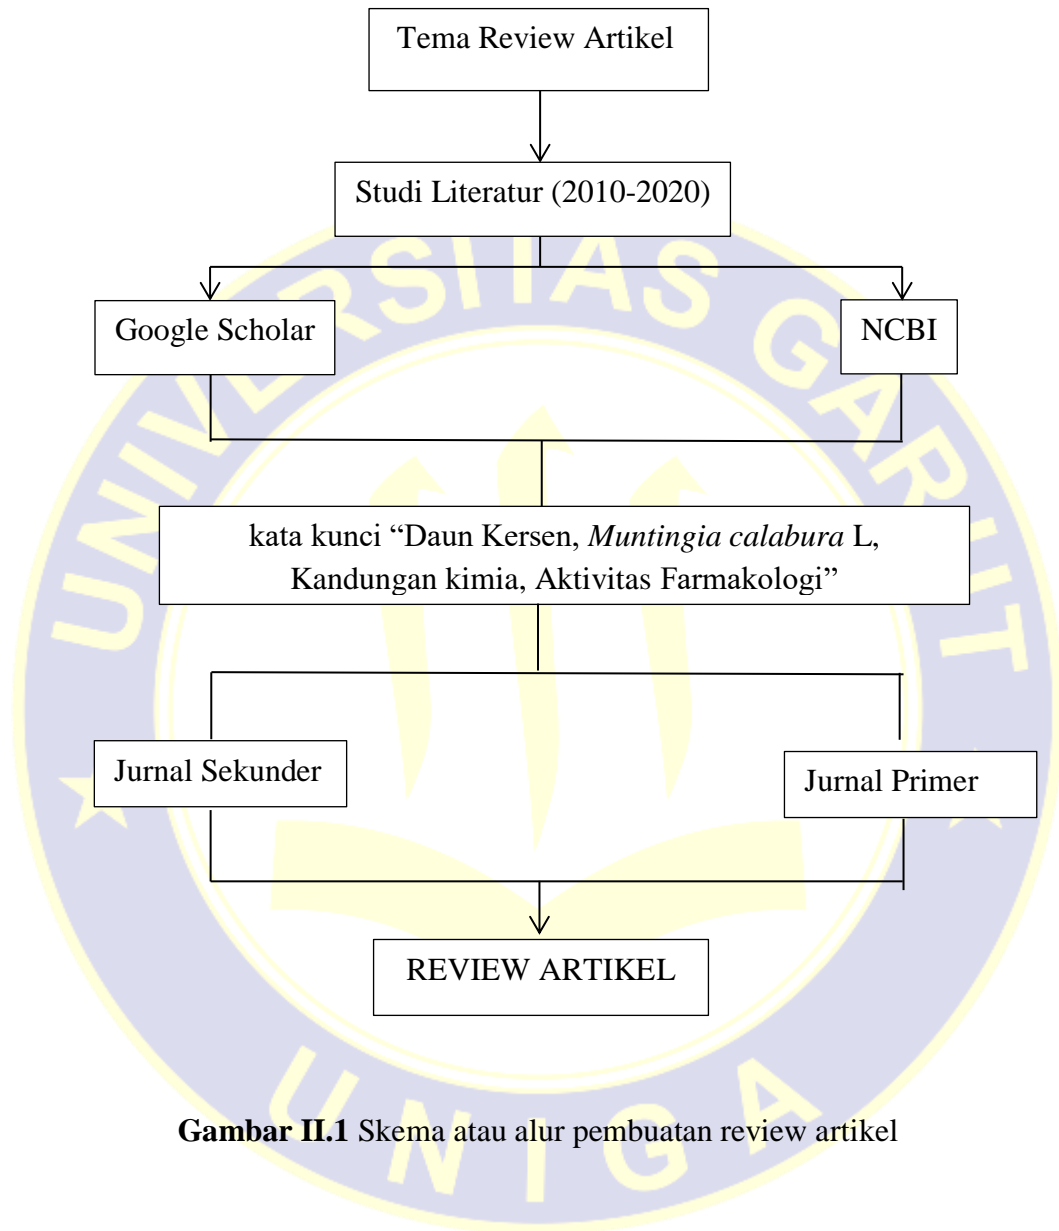 Tema Review Artikel
Studi Literatur (2010-2020)
Google Scholar
NCBI
kata kunci “Daun Kersen, Muntingia calabura L,
Kandungan kimia, Aktivitas Farmakologi”
Jurnal Sekunder
Jurnal Primer
REVIEW ARTIKEL
Gambar II.1 Skema atau alur pembuatan review artikel
UNIVERSITAS GARUT
UNIGA